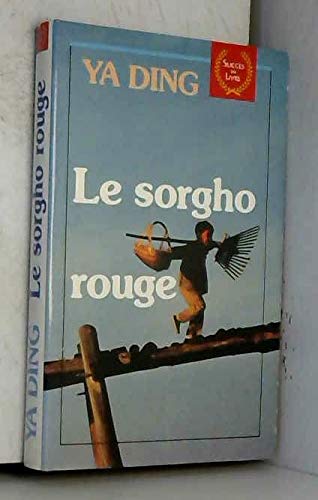 YA DING
SUCCÈS
DU
LIVRE
Le sorgho
rouge
YA DING Le sorgho rouge